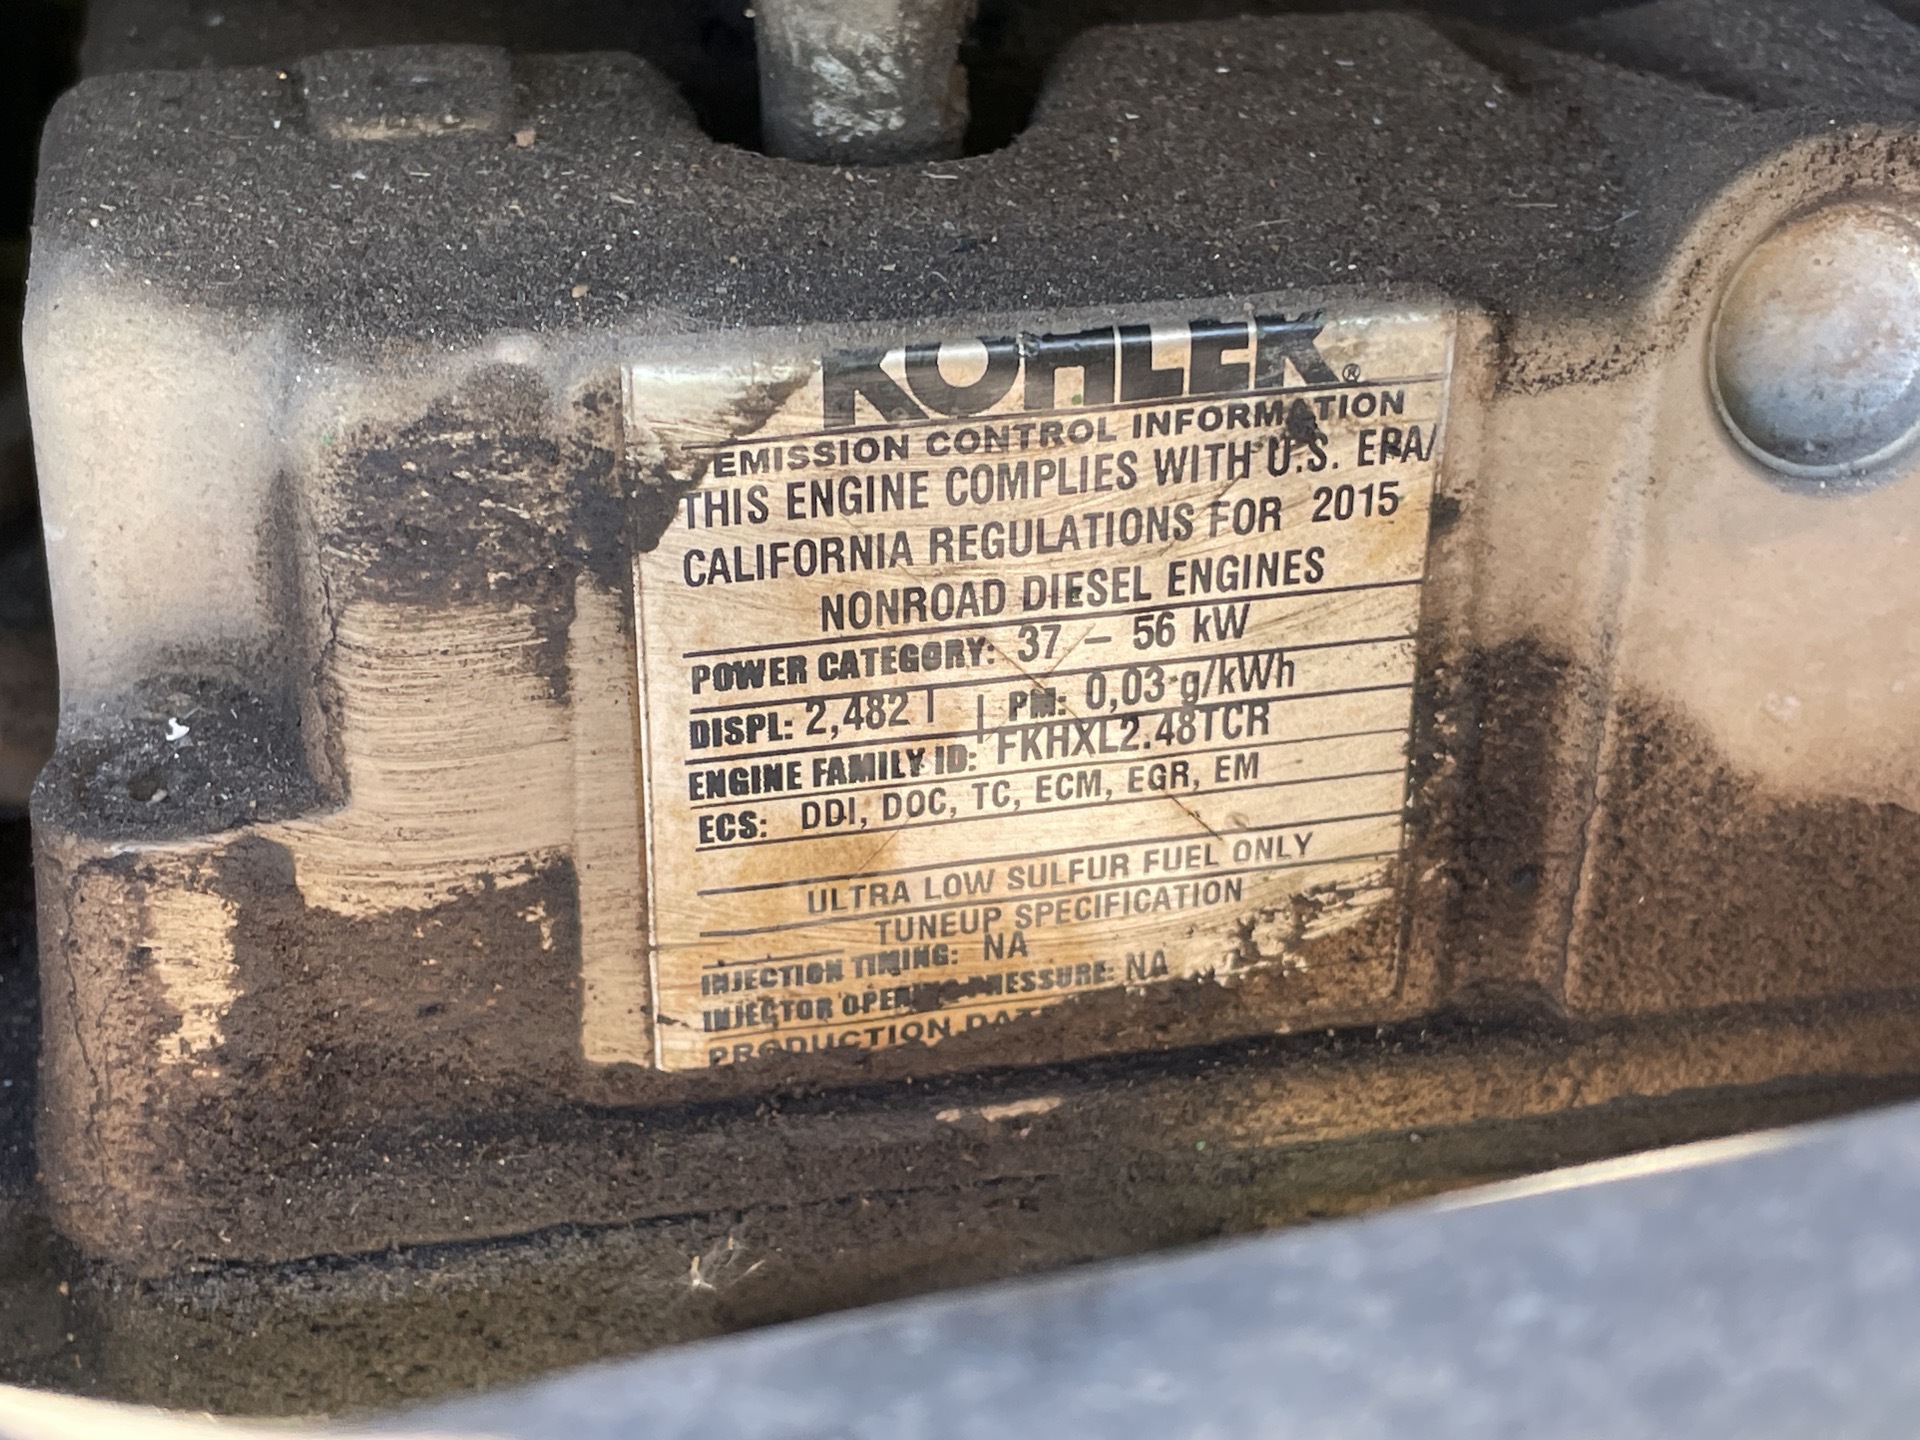 KOHLER®
EMISSION CONTROL INFORMATION
THIS ENGINE COMPLIES WITH U.S. EPA/
CALIFORNIA REGULATIONS FOR 2015
NONROAD DIESEL ENGINES
POWER CATEGORY: 37 – 56 kW
DISPL: 2,482 l | PM: 0,03 g/kWh
ENGINE FAMILY ID: FKHXL2.48TCR
ECS: DDI, DOC, TC, ECM, EGR, EM
ULTRA LOW SULFUR FUEL ONLY
TUNEUP SPECIFICATION
INJECTION TIMING: NA
INJECTOR OPENING PRESSURE: NA
PRODUCTION DATE